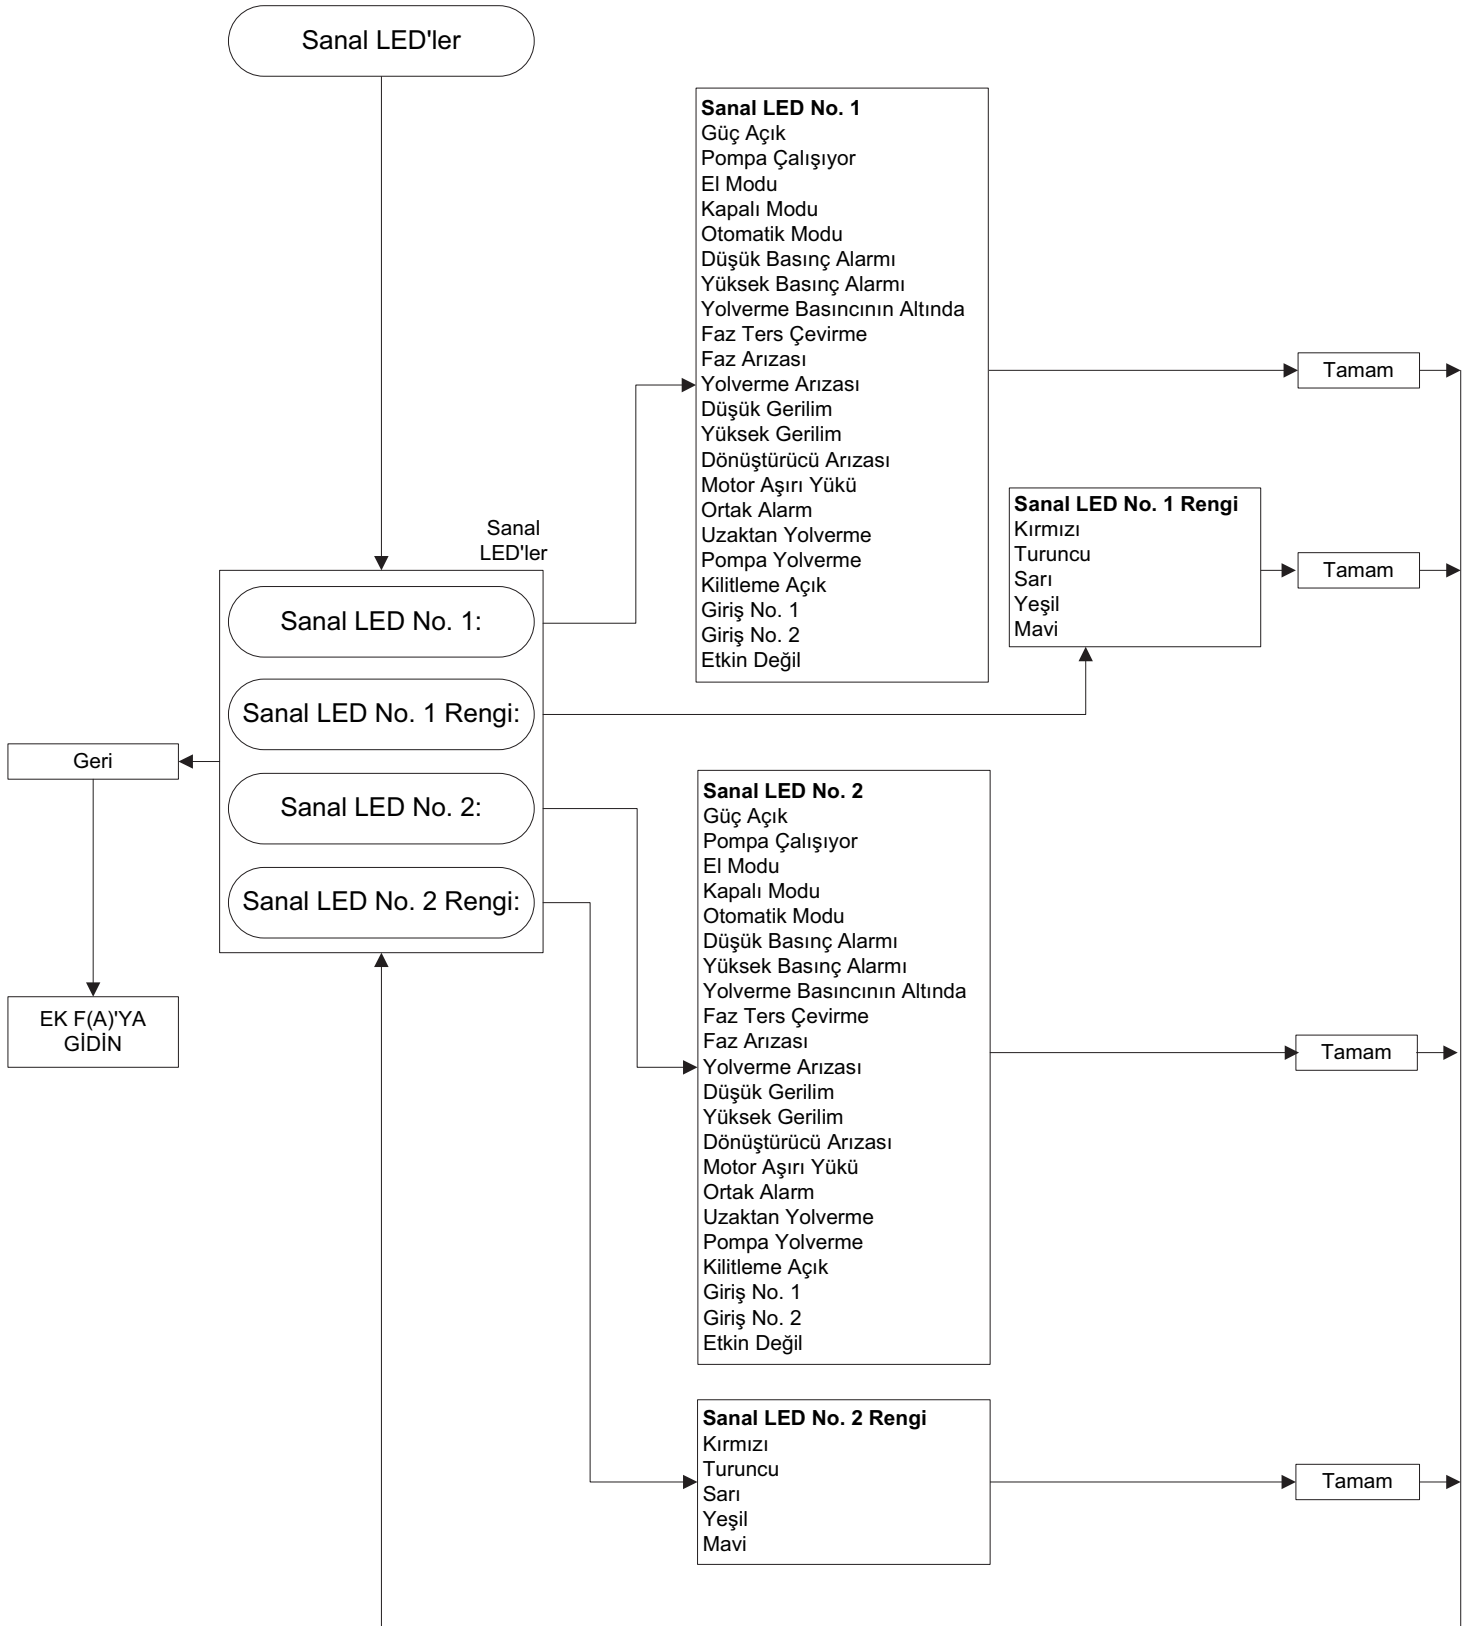 Sanal LED'ler
Sanal LED No. 1
Güç Açık
Pompa Çalışıyor
El Modu
Kapalı Modu
Otomatik Modu
Düşük Basınç Alarmı
Yüksek Basınç Alarmı
Yolverme Basıncının Altında
Faz Ters Çevirme
Faz Arızası
Yolverme Arızası
Düşük Gerilim
Yüksek Gerilim
Dönüştürücü Arızası
Motor Aşırı Yükü
Ortak Alarm
Uzaktan Yolverme
Pompa Yolverme
Kilitleme Açık
Giriş No. 1
Giriş No. 2
Etkin Değil
Tamam
Sanal LED No. 1 Rengi
Kırmızı
Turuncu
Sarı
Yeşil
Mavi
Tamam
Sanal
LED'ler
Sanal LED No. 1:
Sanal LED No. 1 Rengi:
Sanal LED No. 2:
Sanal LED No. 2 Rengi:
Geri
EK F(A)'YA
GİDİN
Sanal LED No. 2
Güç Açık
Pompa Çalışıyor
El Modu
Kapalı Modu
Otomatik Modu
Düşük Basınç Alarmı
Yüksek Basınç Alarmı
Yolverme Basıncının Altında
Faz Ters Çevirme
Faz Arızası
Yolverme Arızası
Düşük Gerilim
Yüksek Gerilim
Dönüştürücü Arızası
Motor Aşırı Yükü
Ortak Alarm
Uzaktan Yolverme
Pompa Yolverme
Kilitleme Açık
Giriş No. 1
Giriş No. 2
Etkin Değil
Tamam
Sanal LED No. 2 Rengi
Kırmızı
Turuncu
Sarı
Yeşil
Mavi
Tamam